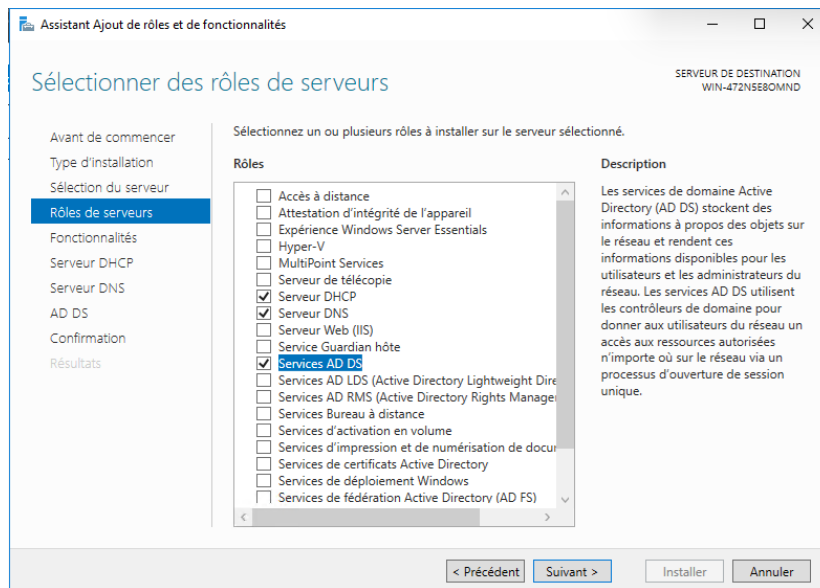 Assistant Ajout de rôles et de fonctionnalités
Sélectionner des rôles de serveurs
SERVEUR DE DESTINATION
WIN-472N5E8OMND
Avant de commencer
Type d'installation
Sélection du serveur
Rôles de serveurs
Fonctionnalités
Serveur DHCP
Serveur DNS
AD DS
Confirmation
Résultats
Sélectionnez un ou plusieurs rôles à installer sur le serveur sélectionné.
Rôles
Accès à distance
Attestation d'intégrité de l'appareil
Expérience Windows Server Essentials
Hyper-V
MultiPoint Services
Serveur de télécopie
Serveur DHCP
Serveur DNS
Serveur Web (IIS)
Service Guardian hôte
Services AD DS
Services AD LDS (Active Directory Lightweight Dire
Services AD RMS (Active Directory Rights Manager
Services Bureau à distance
Services d'activation en volume
Services d'impression et de numérisation de docur
Services de certificats Active Directory
Services de déploiement Windows
Services de fédération Active Directory (AD FS)
Description
Les services de domaine Active
Directory (AD DS) stockent des
informations à propos des objets sur
le réseau et rendent ces
informations disponibles pour les
utilisateurs et les administrateurs du
réseau. Les services AD DS utilisent
les contrôleurs de domaine pour
donner aux utilisateurs du réseau un
accès aux ressources autorisées
n'importe où sur le réseau via un
processus d'ouverture de session
unique.
< Précédent
Suivant >
Installer
Annuler